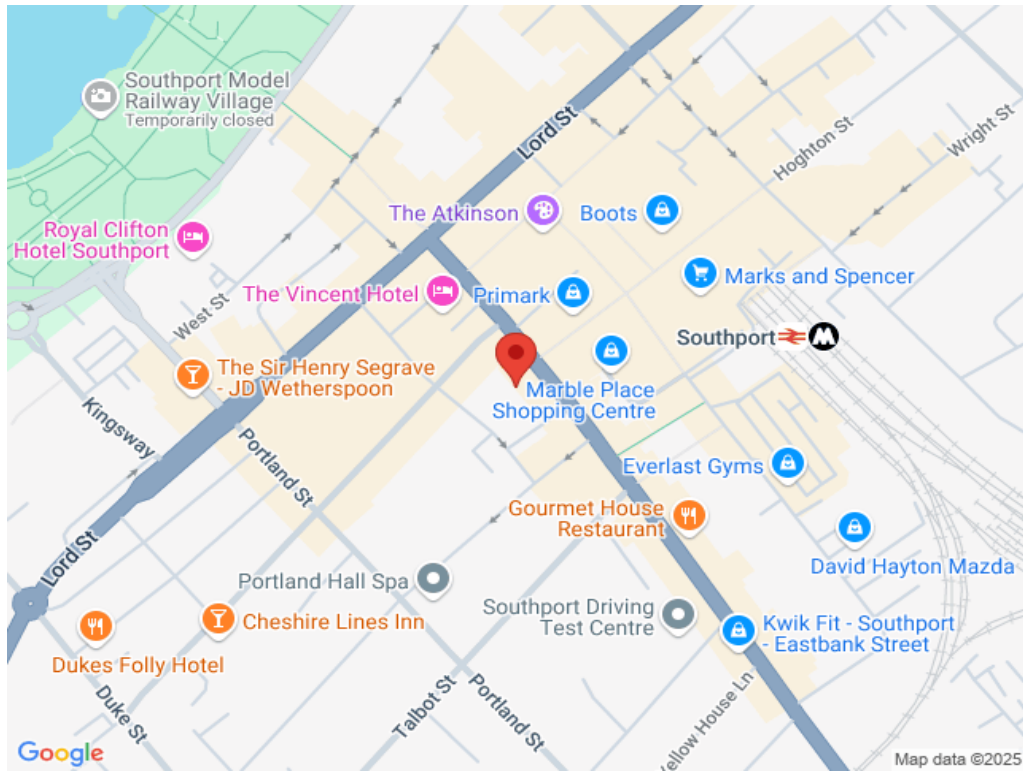 Southport Model
Railway Village
Temporarily closed
Lord St
Hoghton St
Wright St
The Atkinson
Boots
Royal Clifton
Hotel Southport
The Vincent Hotel
Primark
Marks and Spencer
West St
Southport
The Sir Henry Segrave
- JD Wetherspoon
Marble Place
Shopping Centre
Kingsway
Portland St
Everlast Gyms
Gourmet House
Restaurant
Lord St
David Hayton Mazda
Portland Hall Spa
Southport Driving
Test Centre
Cheshire Lines Inn
Kwik Fit - Southport
- Eastbank Street
Dukes Folly Hotel
Duke St
Talbot St
Portland St
Yellow House Ln
Google
Map data ©2025